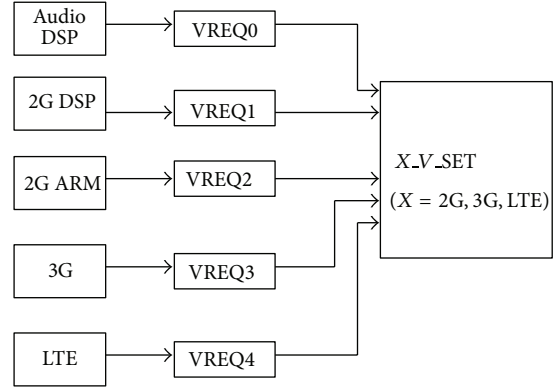 Audio
DSP
VREQ0
2G DSP
VREQ1
2G ARM
VREQ2
X_V_SET
(X = 2G, 3G, LTE)
3G
VREQ3
LTE
VREQ4